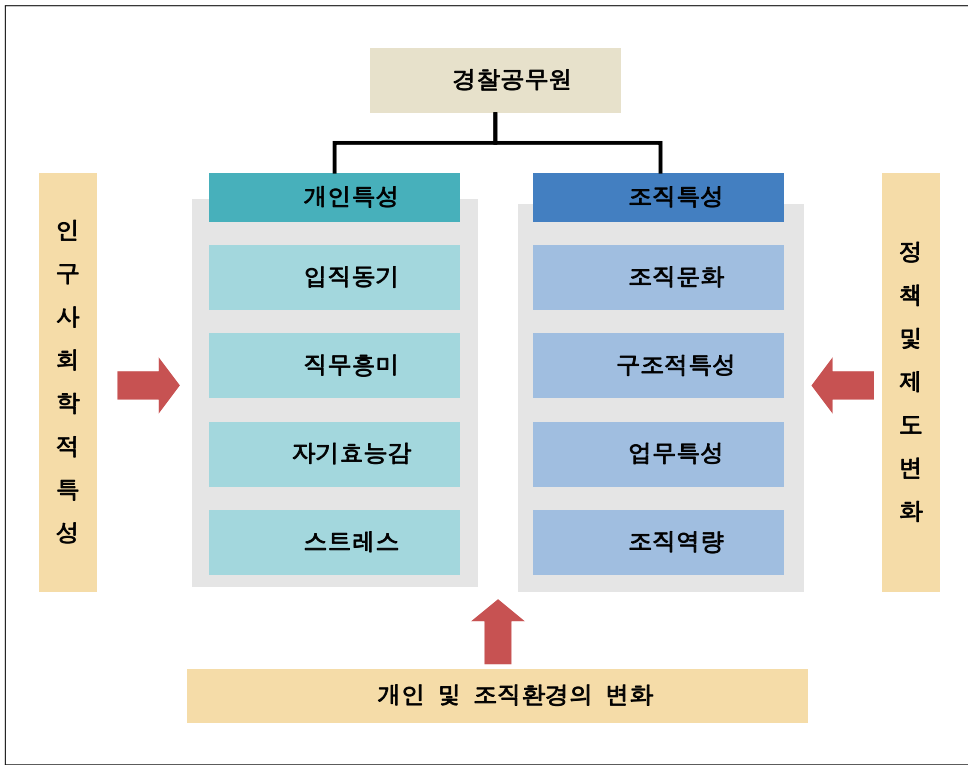 경찰공무원
인구사회학적특성
개인특성
입직동기
직무흥미
자기효능감
스트레스
조직특성
조직문화
구조적특성
업무특성
조직역량
정책및제도변화
개인 및 조직환경의 변화